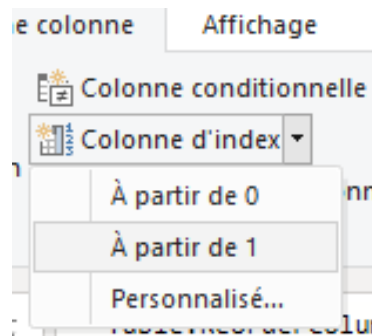 e colonne Affichage
Colonne conditionnelle
Colonne d'index
À partir de 0
À partir de 1
Personnalisé...